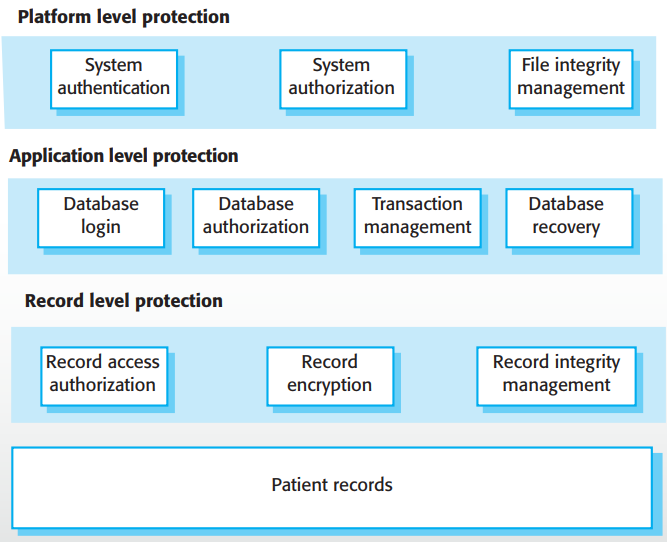 Platform level protection
System
authentication
System
authorization
File integrity
management
Application level protection
Database
login
Database
authorization
Transaction
management
Database
recovery
Record level protection
Record access
authorization
Record
encryption
Record integrity
management
Patient records